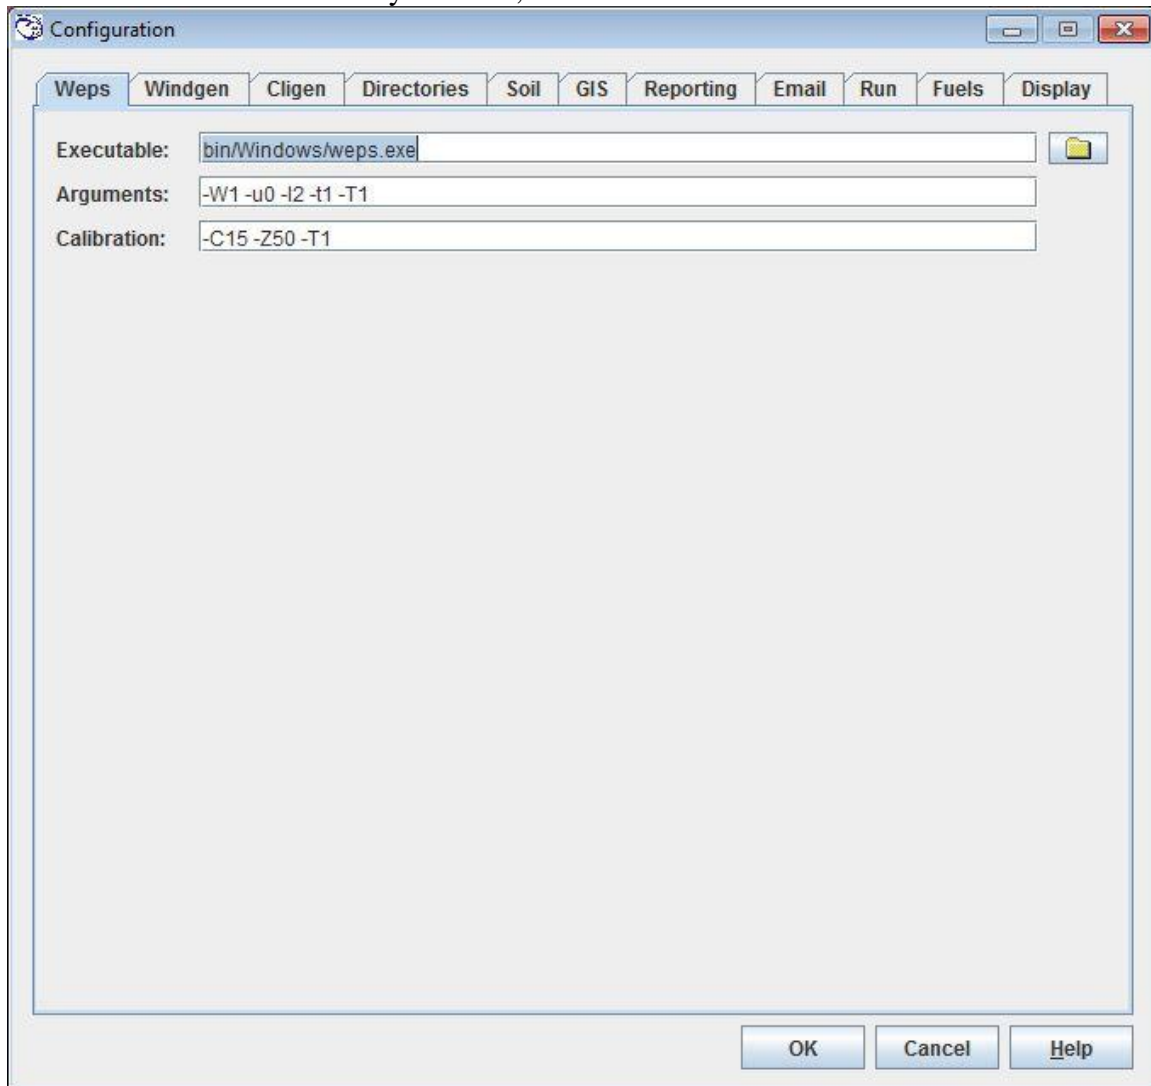 Configuration
Weps Windgen Cligen Directories Soil GIS Reporting Email Run Fuels Display
Executable: bin/Windows/weps.exe
Arguments: -W1 -u0 -I2 -t1 -T1
Calibration: -C15 -Z50 -T1
OK Cancel Help